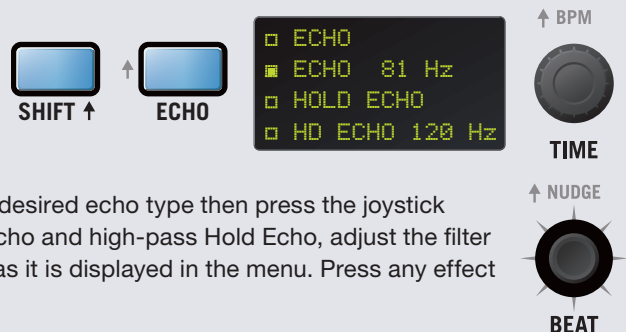 SHIFT
ECHO
ECHO
ECHO 81 Hz
HOLD ECHO
HD ECHO 120 Hz
BPM
TIME
desired echo type then press the joystick
cho and high-pass Hold Echo, adjust the filter
as it is displayed in the menu. Press any effect
NUDGE
BEAT